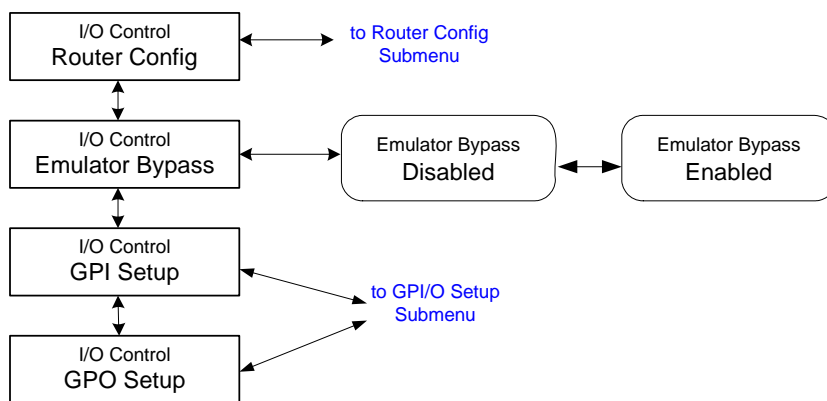 I/O Control
Router Config
to Router Config
Submenu
I/O Control
Emulator Bypass
Emulator Bypass
Disabled
Emulator Bypass
Enabled
I/O Control
GPI Setup
to GPI/O Setup
Submenu
I/O Control
GPO Setup